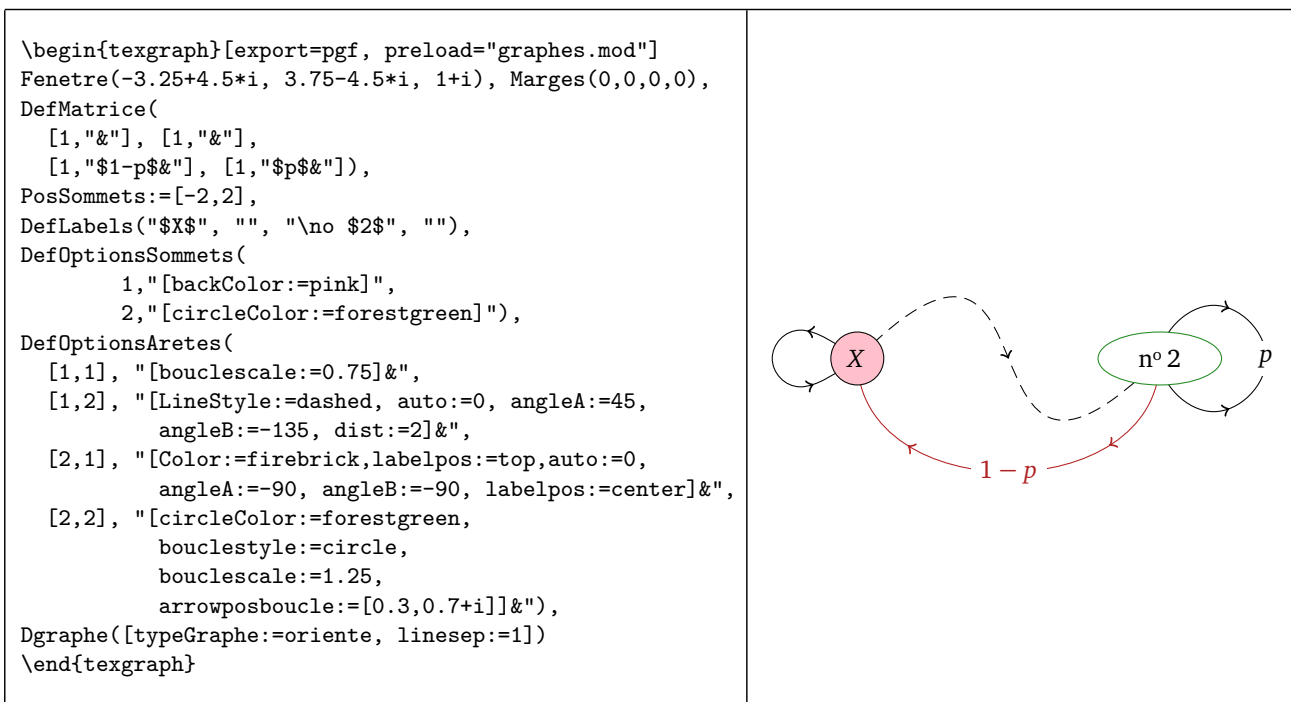 \begin{texgraph}[export=pgf, preload="graphes.mod"]
Fenetre(-3.25+4.5*i, 3.75-4.5*i, 1+i), Marges(0,0,0,0),
DefMatrice(
  [1,"&"], [1,"&"],
  [1,"$1-p$&"], [1,"$p$&"]),
PosSommets:=[-2,2],
DefLabels("$X$", "", "\no $2$", ""),
DefOptionsSommets(
        1,"[backColor:=pink]",
        2,"[circleColor:=forestgreen]"),
DefOptionsAretes(
  [1,1], "[bouclescale:=0.75]&",
  [1,2], "[LineStyle:=dashed, auto:=0, angleA:=45,
          angleB:=-135, dist:=2]&",
  [2,1], "[Color:=firebrick,labelpos:=top,auto:=0,
          angleA:=-90, angleB:=-90, labelpos:=center]&",
  [2,2], "[circleColor:=forestgreen,
          bouclestyle:=circle,
          bouclescale:=1.25,
          arrowposboucle:=[0.3,0.7+i]]&"),
Dgraphe([typeGraphe:=oriente, linesep:=1])
\end{texgraph}
X
nº 2
p
1 − p